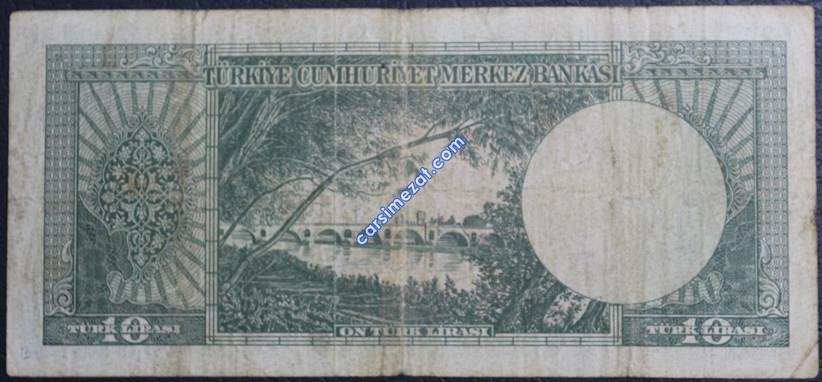 TÜRKİYE CUMHURİYET MERKEZ BANKASI
carsimezat.com
ON TÜRK LİRASI
10
TÜRK LİRASI
10
TÜRK LİRASI